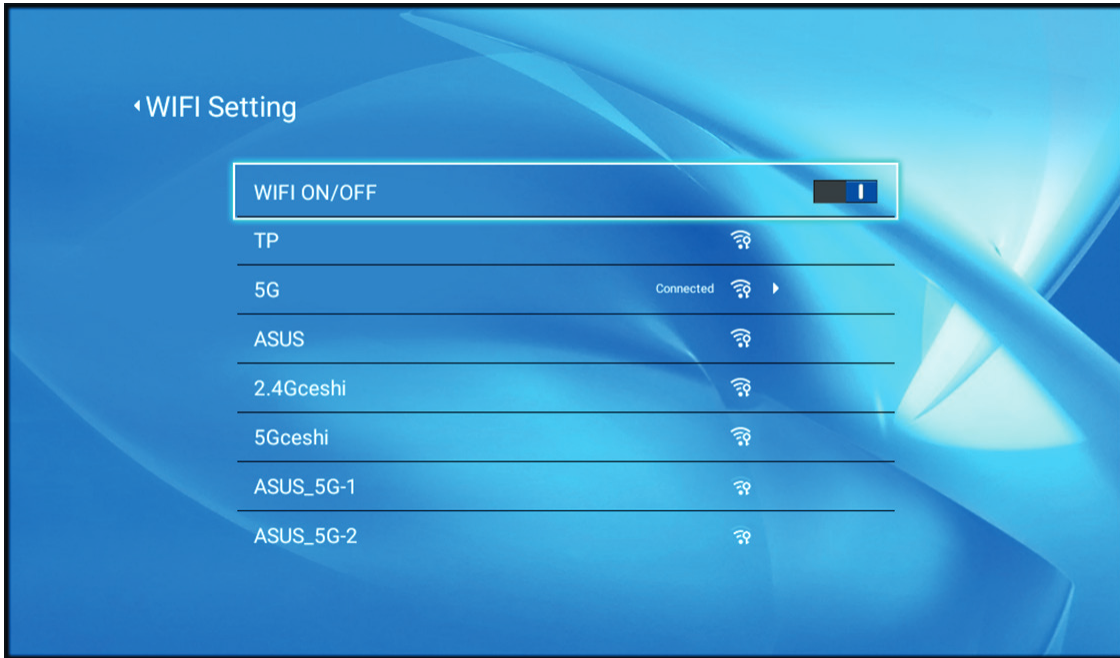 WIFI Setting
WIFI ON/OFF
TP
5G Connected
ASUS
2.4Gceshi
5Gceshi
ASUS_5G-1
ASUS_5G-2